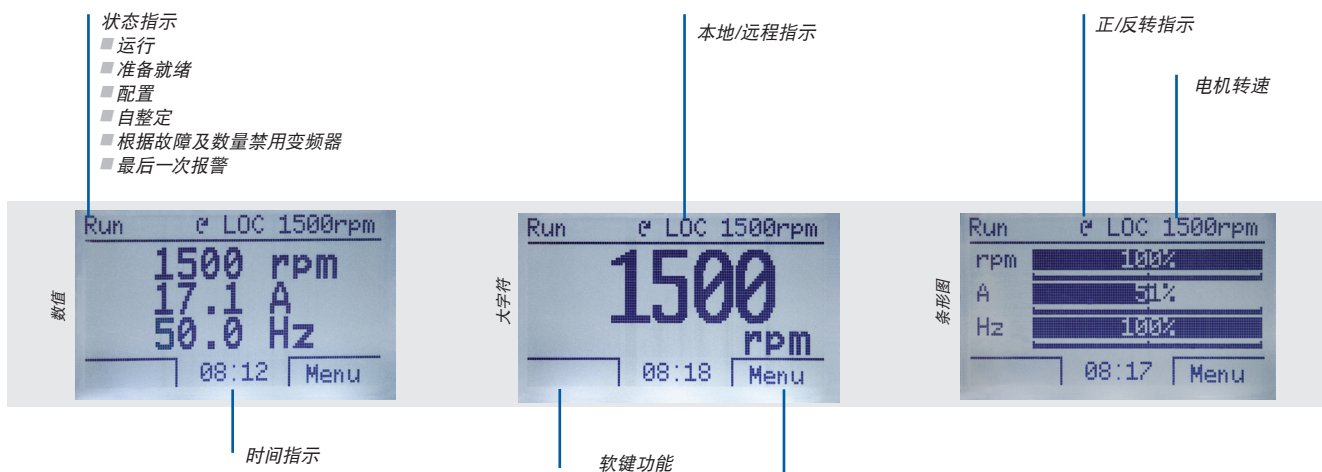 状态指示
运行
准备就绪
配置
自整定
根据故障及数量禁用变频器
最后一次报警
本地/远程指示
正/反转指示
电机转速
数值
Run LOC 1500rpm
1500 rpm
17.1 A
50.0 Hz
08:12 Menu
大字符
Run LOC 1500rpm
1500
rpm
08:18 Menu
条形图
Run LOC 1500rpm
rpm 100%
A 51%
Hz 100%
08:17 Menu
时间指示
软键功能